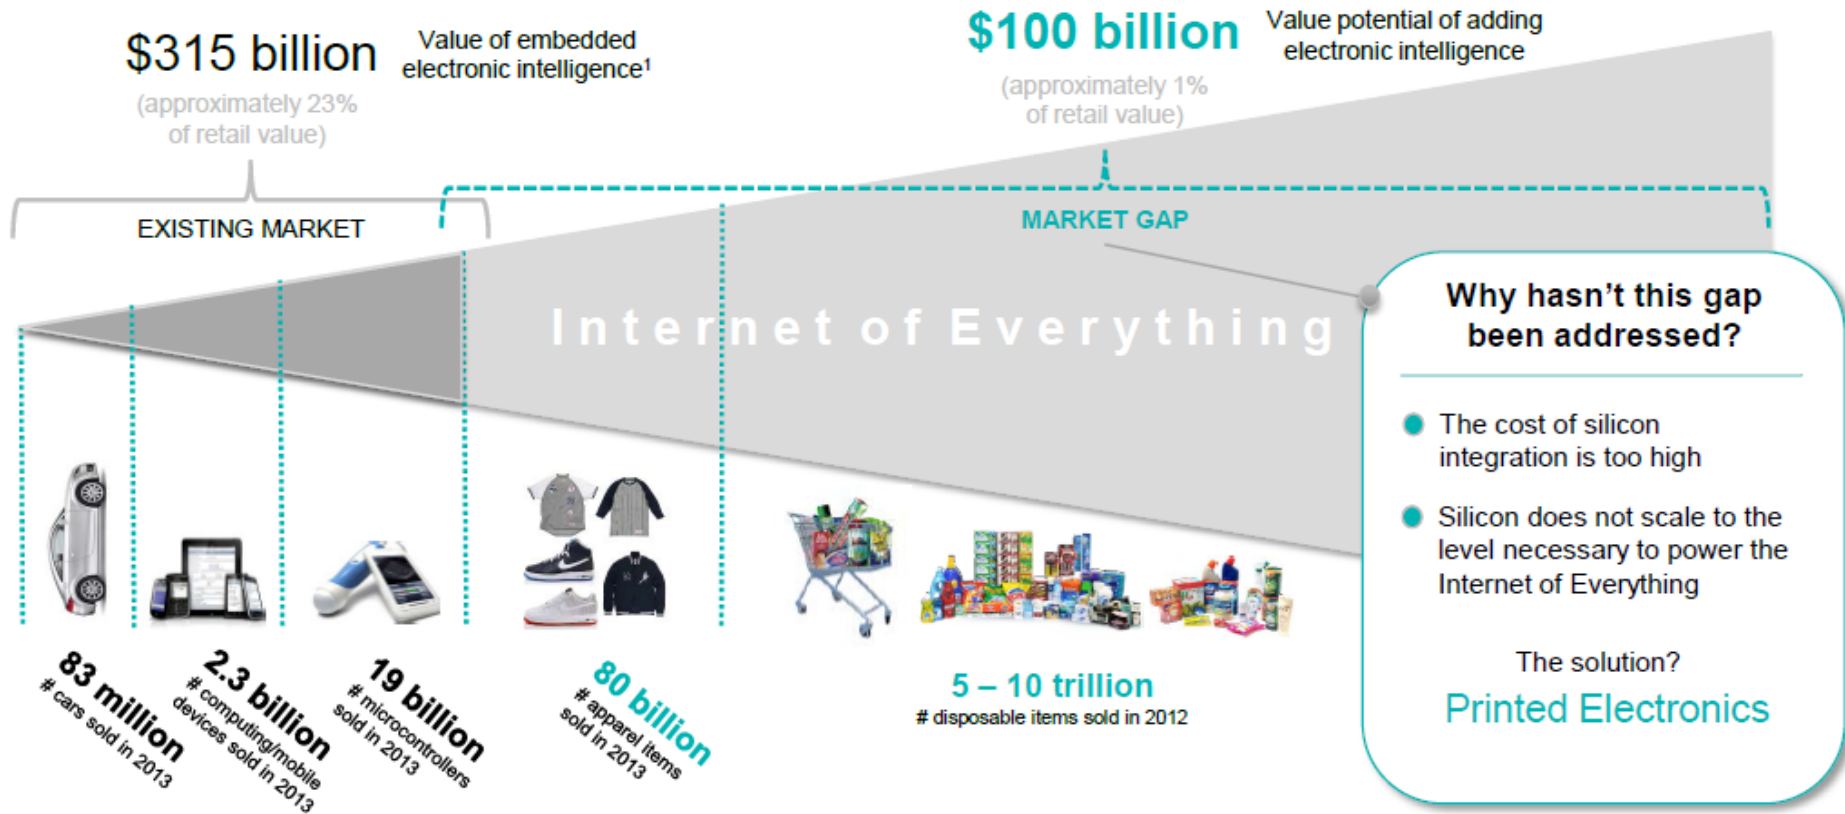 $315 billion
(approximately 23%
of retail value)
Value of embedded
electronic intelligence¹
$100 billion
(approximately 1%
of retail value)
Value potential of adding
electronic intelligence
EXISTING MARKET
MARKET GAP
Internet of Everything
83 million
# cars sold in 2013
2.3 billion
# computing/mobile
devices sold in 2013
19 billion
# microcontrollers
sold in 2013
80 billion
# apparel items
sold in 2013
5 – 10 trillion
# disposable items sold in 2012
Why hasn't this gap
been addressed?
The cost of silicon
integration is too high
Silicon does not scale to the
level necessary to power the
Internet of Everything
The solution?
Printed Electronics